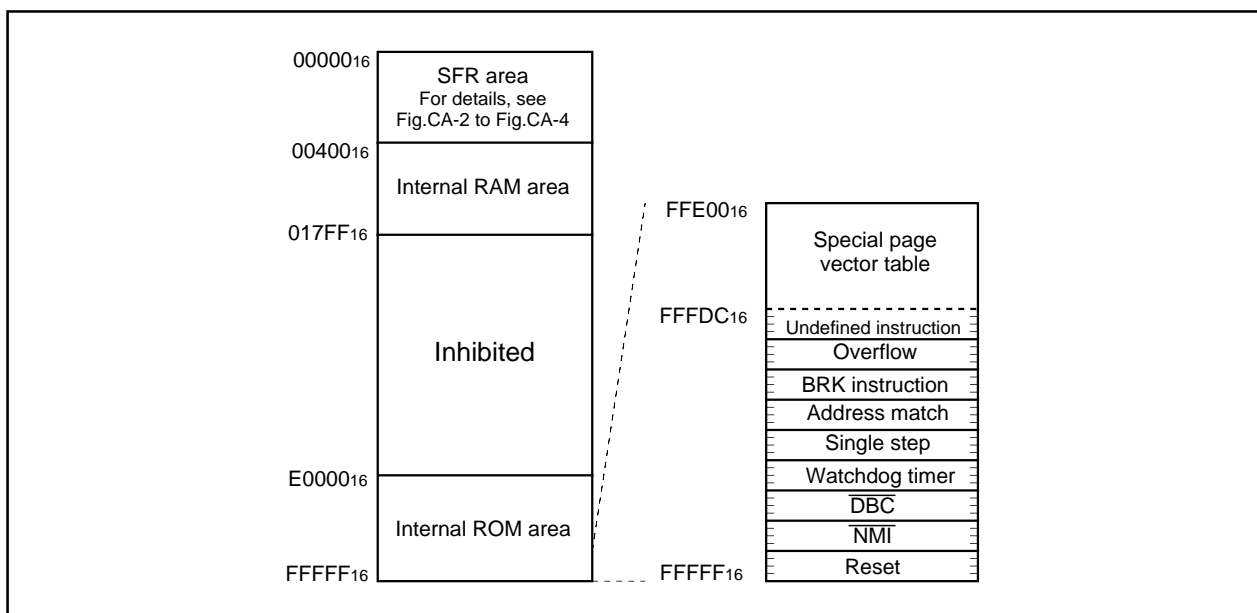 0000016
SFR area
For details, see
Fig.CA-2 to Fig.CA-4
0040016
Internal RAM area
017FF16
Inhibited
E000016
Internal ROM area
FFFFF16
FFE0016
Special page
vector table
FFFDC16
Undefined instruction
Overflow
BRK instruction
Address match
Single step
Watchdog timer
DBC
NMI
Reset
FFFFF16